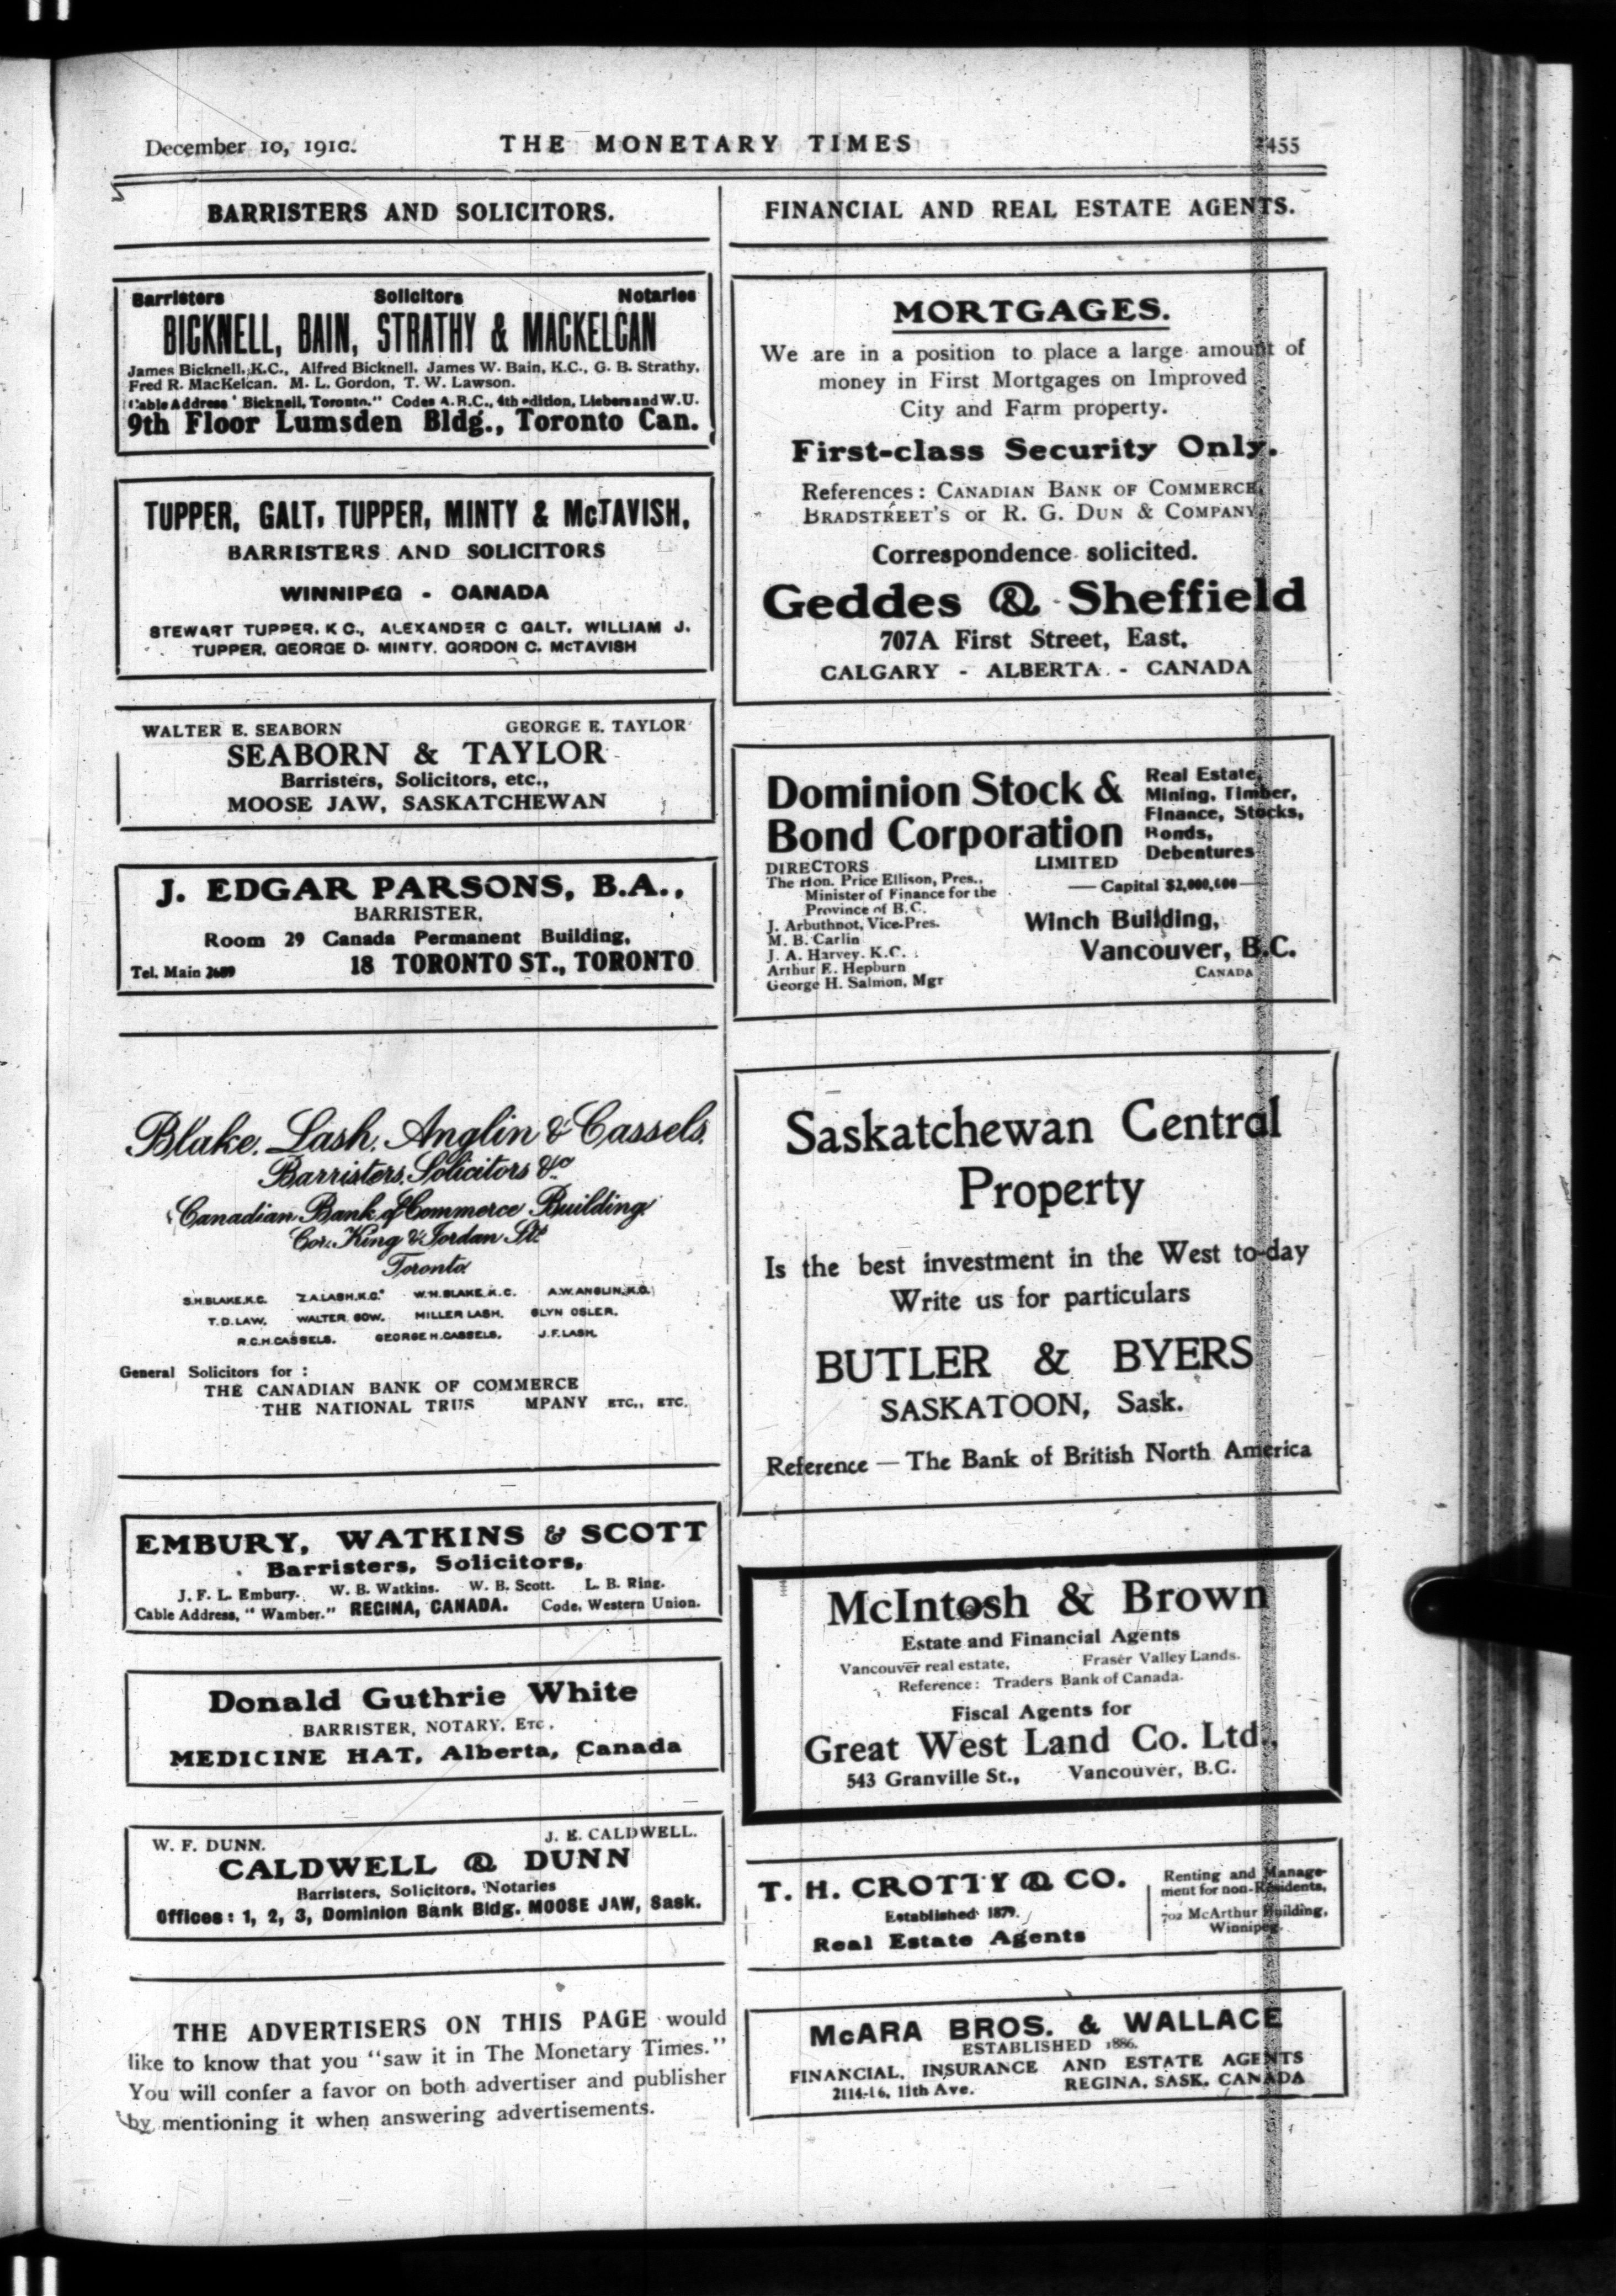 December 10, 1910.
THE MONETARY TIMES
2455
BARRISTERS AND SOLICITORS.
Barristers Solicitors Notaries
BICKNELL, BAIN, STRATHY & MACKELCAN
James Bicknell, K.C., Alfred Bicknell, James W. Bain, K.C., G. B. Strathy,
Fred R. MacKelcan. M. L. Gordon, T. W. Lawson.
Cable Address ' Bicknell, Toronto." Codes A.B.C., 4th edition, Liebers and W.U.
9th Floor Lumsden Bldg., Toronto Can.
TUPPER, GALT, TUPPER, MINTY & McTAVISH,
BARRISTERS AND SOLICITORS
WINNIPEG - CANADA
STEWART TUPPER, K C., ALEXANDER C GALT, WILLIAM J.
TUPPER, GEORGE D. MINTY, GORDON C. McTAVISH
WALTER E. SEABORN GEORGE E. TAYLOR
SEABORN & TAYLOR
Barristers, Solicitors, etc.,
MOOSE JAW, SASKATCHEWAN
J. EDGAR PARSONS, B.A.,
BARRISTER,
Room 29 Canada Permanent Building,
Tel. Main 18 TORONTO ST., TORONTO
Blake, Lash, Anglin & Cassels,
Barristers, Solicitors &c
Canadian Bank of Commerce Building,
Cor. King & Jordan Sts.
Toronto.
S.H. BLAKE, K.C. Z.A. LASH, K.C. W.H. BLAKE, K.C. A.W. ANGLIN, K.C.
T.D. LAW. WALTER GOW. MILLER LASH. GLYN OSLER.
R.C.H. CASSELS. GEORGE H. CASSELS. J.F. LASH.
General Solicitors for :
THE CANADIAN BANK OF COMMERCE
THE NATIONAL TRUS MPANY ETC., ETC.
EMBURY, WATKINS & SCOTT
Barristers, Solicitors,
J. F. L. Embury. W. B. Watkins. W. B. Scott. L. B. Ring.
Cable Address, " Wamber." REGINA, CANADA. Code, Western Union.
Donald Guthrie White
BARRISTER, NOTARY, ETC.
MEDICINE HAT, Alberta, Canada
W. F. DUNN. J. E. CALDWELL.
CALDWELL & DUNN
Barristers, Solicitors, Notaries
Offices: 1, 2, 3, Dominion Bank Bldg. MOOSE JAW, Sask.
THE ADVERTISERS ON THIS PAGE would
like to know that you "saw it in The Monetary Times."
You will confer a favor on both advertiser and publisher
by mentioning it when answering advertisements.
FINANCIAL AND REAL ESTATE AGENTS.
MORTGAGES.
We are in a position to place a large amount of
money in First Mortgages on Improved
City and Farm property.
First-class Security Only.
References: CANADIAN BANK OF COMMERCE,
BRADSTREET'S or R. G. DUN & COMPANY,
Correspondence solicited.
Geddes & Sheffield
707A First Street, East,
CALGARY - ALBERTA - CANADA
Dominion Stock &
Bond Corporation
LIMITED
Real Estate,
Mining, Timber,
Finance, Stocks,
Bonds,
Debentures
DIRECTORS
The Hon. Price Ellison, Pres.,
Minister of Finance for the
Province of B.C.
J. Arbuthnot, Vice-Pres.
M. B. Carlin
J. A. Harvey. K.C.
Arthur E. Hepburn
George H. Salmon, Mgr
— Capital $2,000,000 —
Winch Building,
Vancouver, B.C.
CANADA
Saskatchewan Central
Property
Is the best investment in the West to-day
Write us for particulars
BUTLER & BYERS
SASKATOON, Sask.
Reference — The Bank of British North America
McIntosh & Brown
Estate and Financial Agents
Vancouver real estate, Fraser Valley Lands.
Reference: Traders Bank of Canada.
Fiscal Agents for
Great West Land Co. Ltd.,
543 Granville St., Vancouver, B.C.
T. H. CROTTY & CO.
Established 1879.
Real Estate Agents
Renting and Manage-
ment for non-Residents,
702 McArthur Building,
Winnipeg.
McARA BROS. & WALLACE
ESTABLISHED 1886.
FINANCIAL, INSURANCE AND ESTATE AGENTS
2114-16, 11th Ave. REGINA, SASK. CANADA